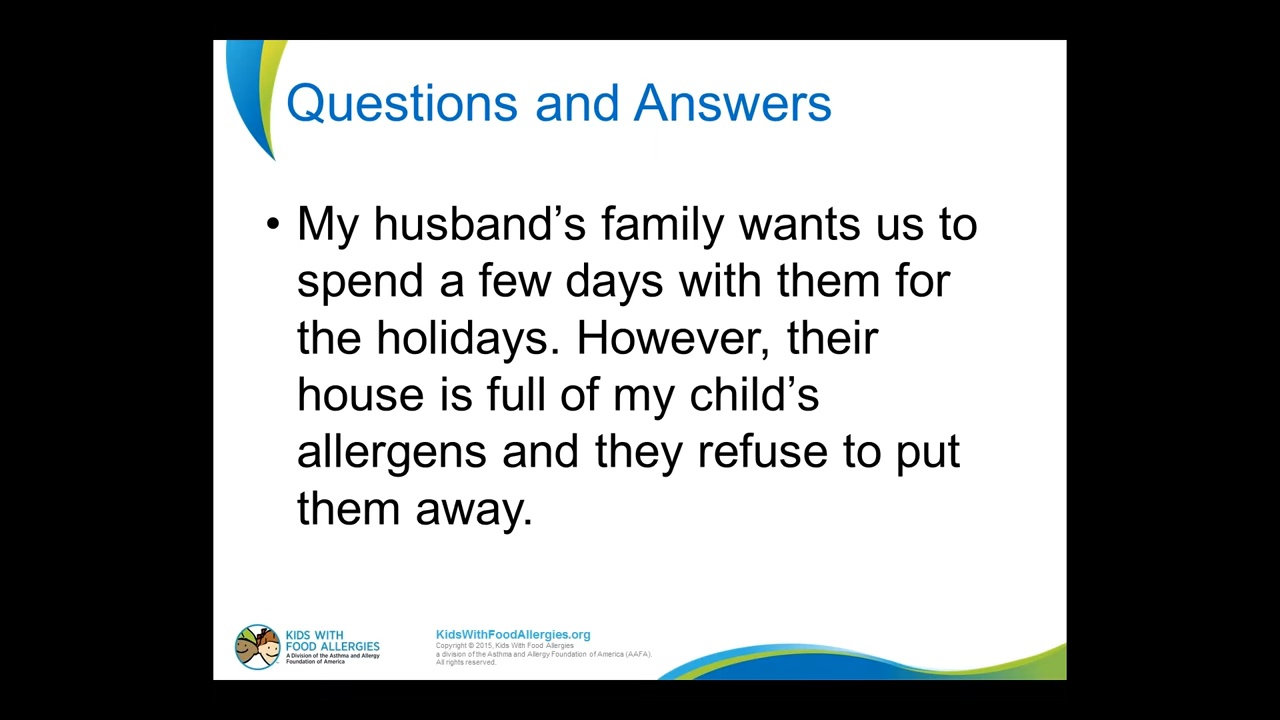 Questions and Answers
• My husband’s family wants us to
spend a few days with them for
the holidays. However, their
house is full of my child’s
allergens and they refuse to put
them away.
KIDS WITH
FOOD ALLERGIES
A Division of the Asthma and Allergy
Foundation of America
KidsWithFoodAllergies.org
Copyright © 2015, Kids With Food Allergies
a division of the Asthma and Allergy Foundation of America (AAFA).
All rights reserved.